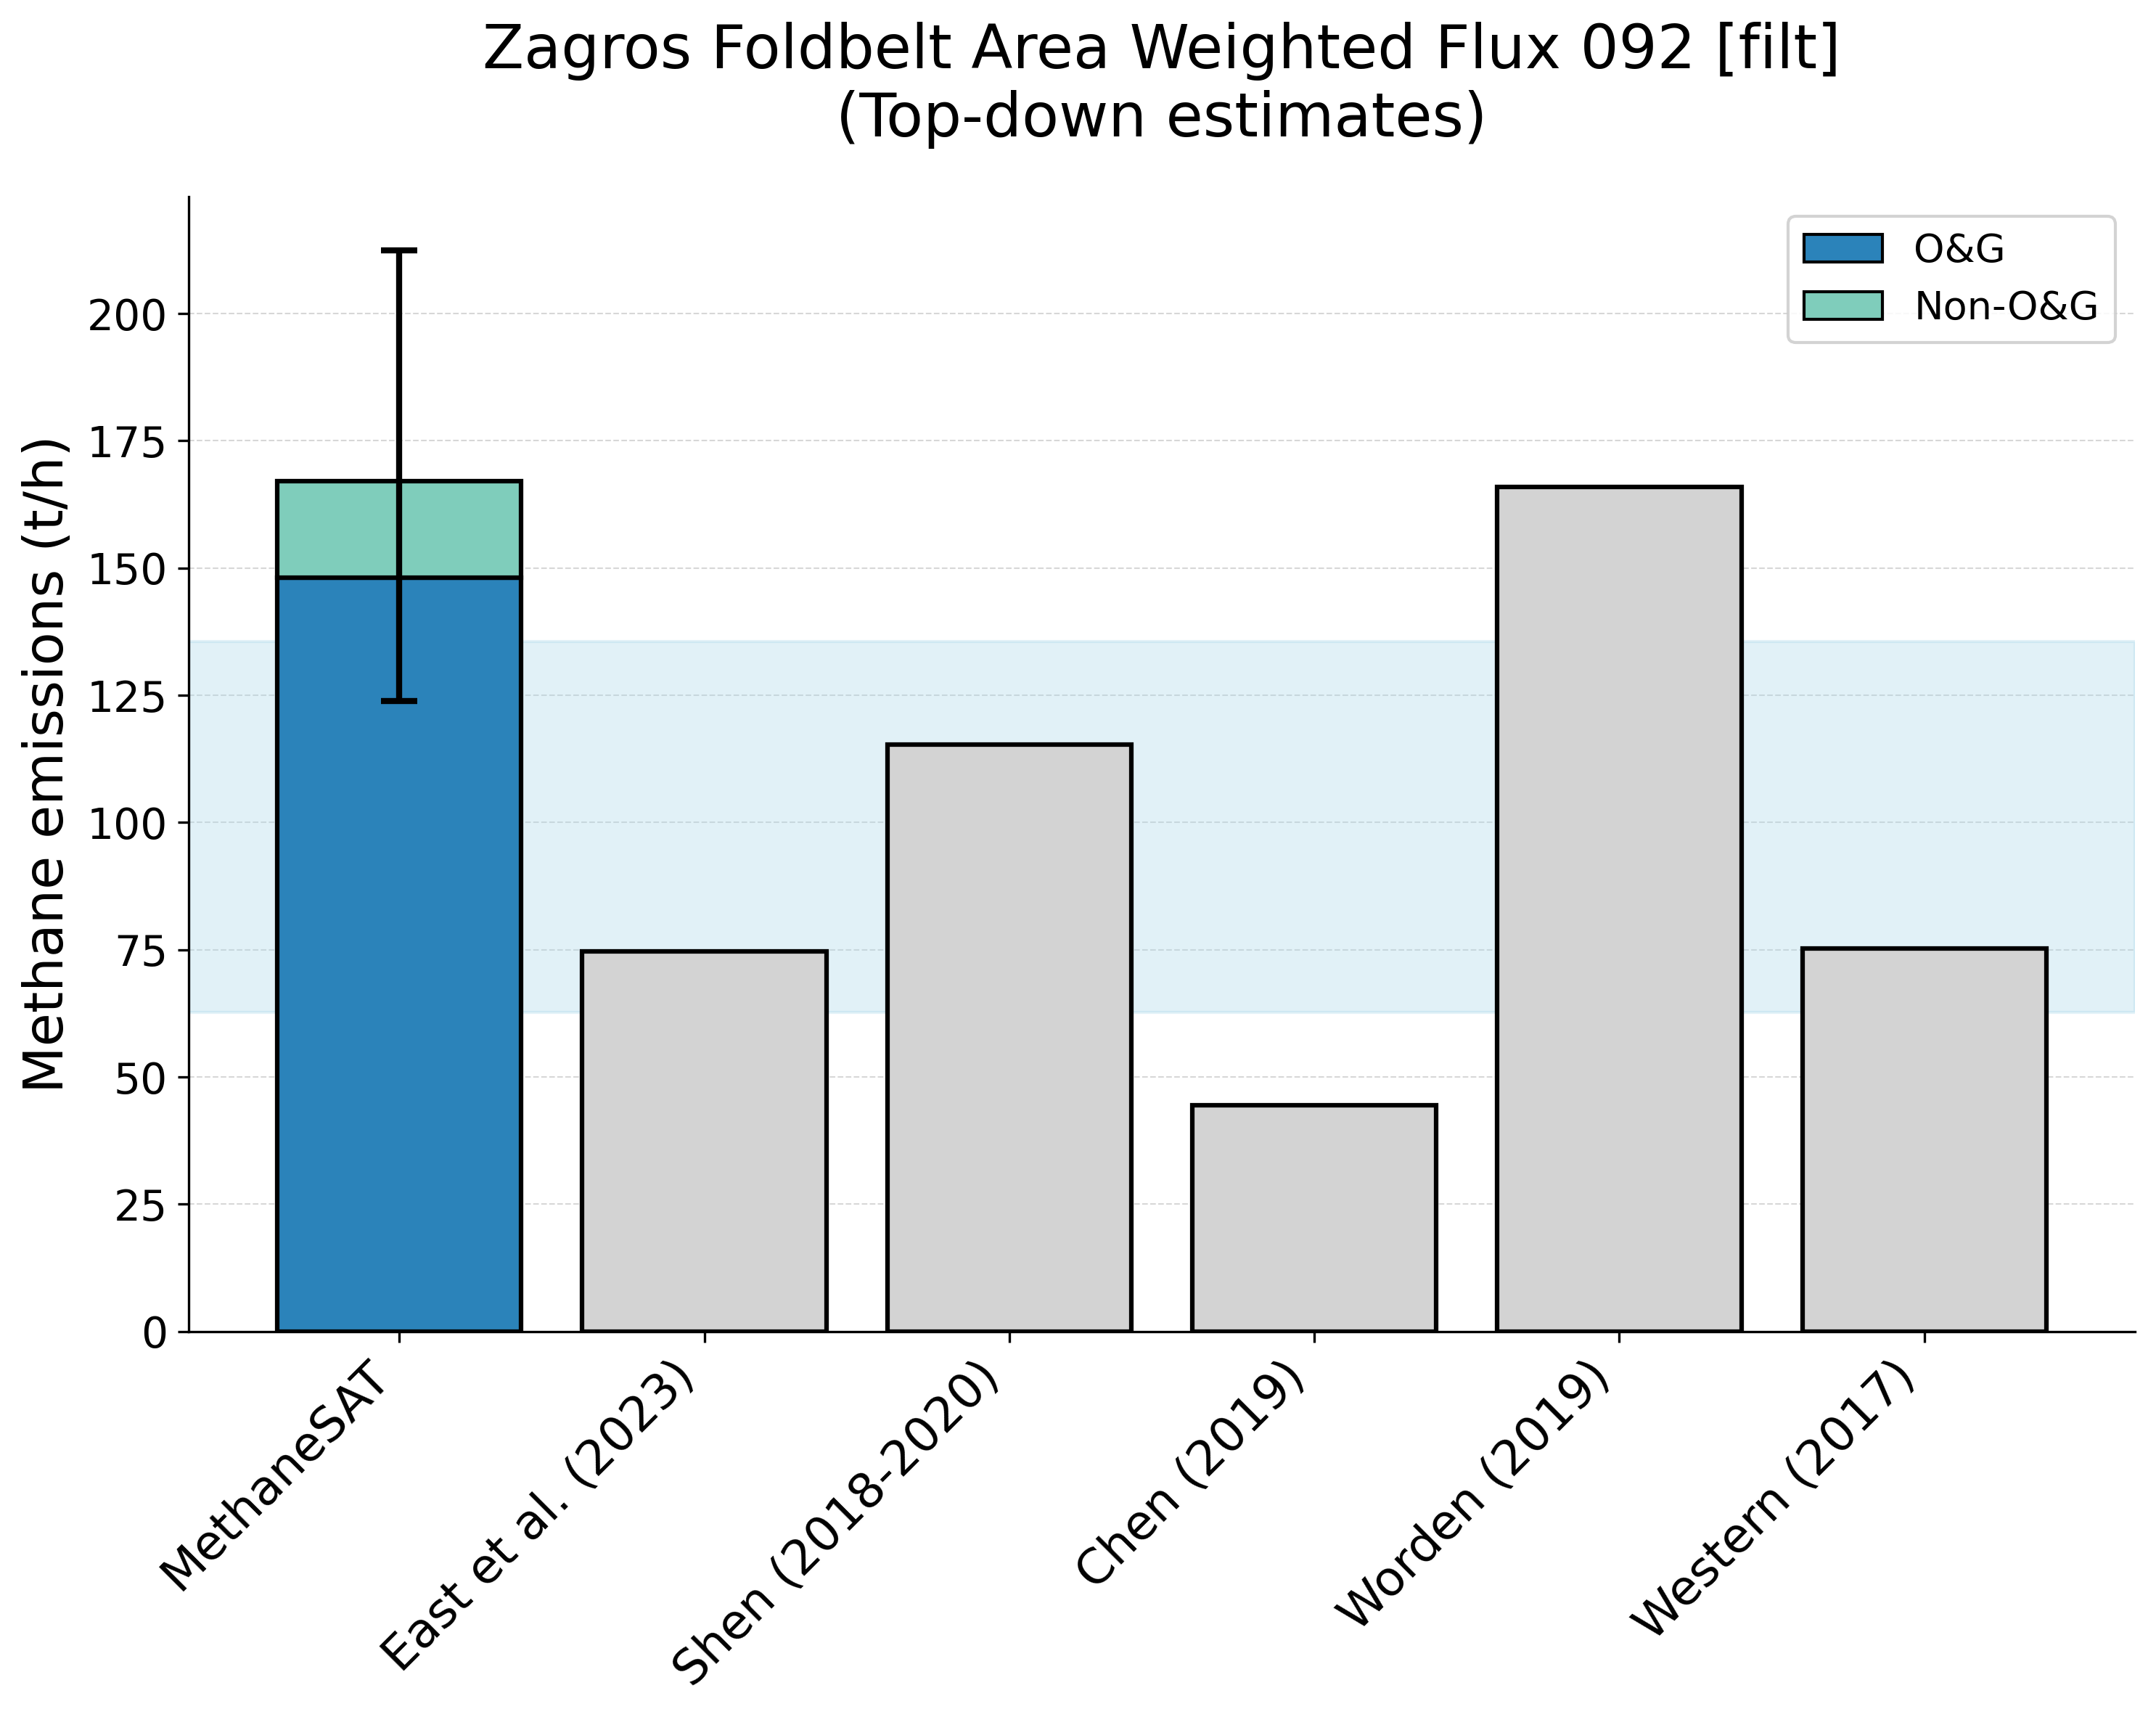 Zagros Foldbelt Area Weighted Flux 092 [filt]
(Top-down estimates)
O&G
Non-O&G
Methane emissions (t/h)
200
175
150
125
100
75
50
25
0
MethaneSAT
East et al. (2023)
Shen (2018-2020)
Chen (2019)
Worden (2019)
Western (2017)